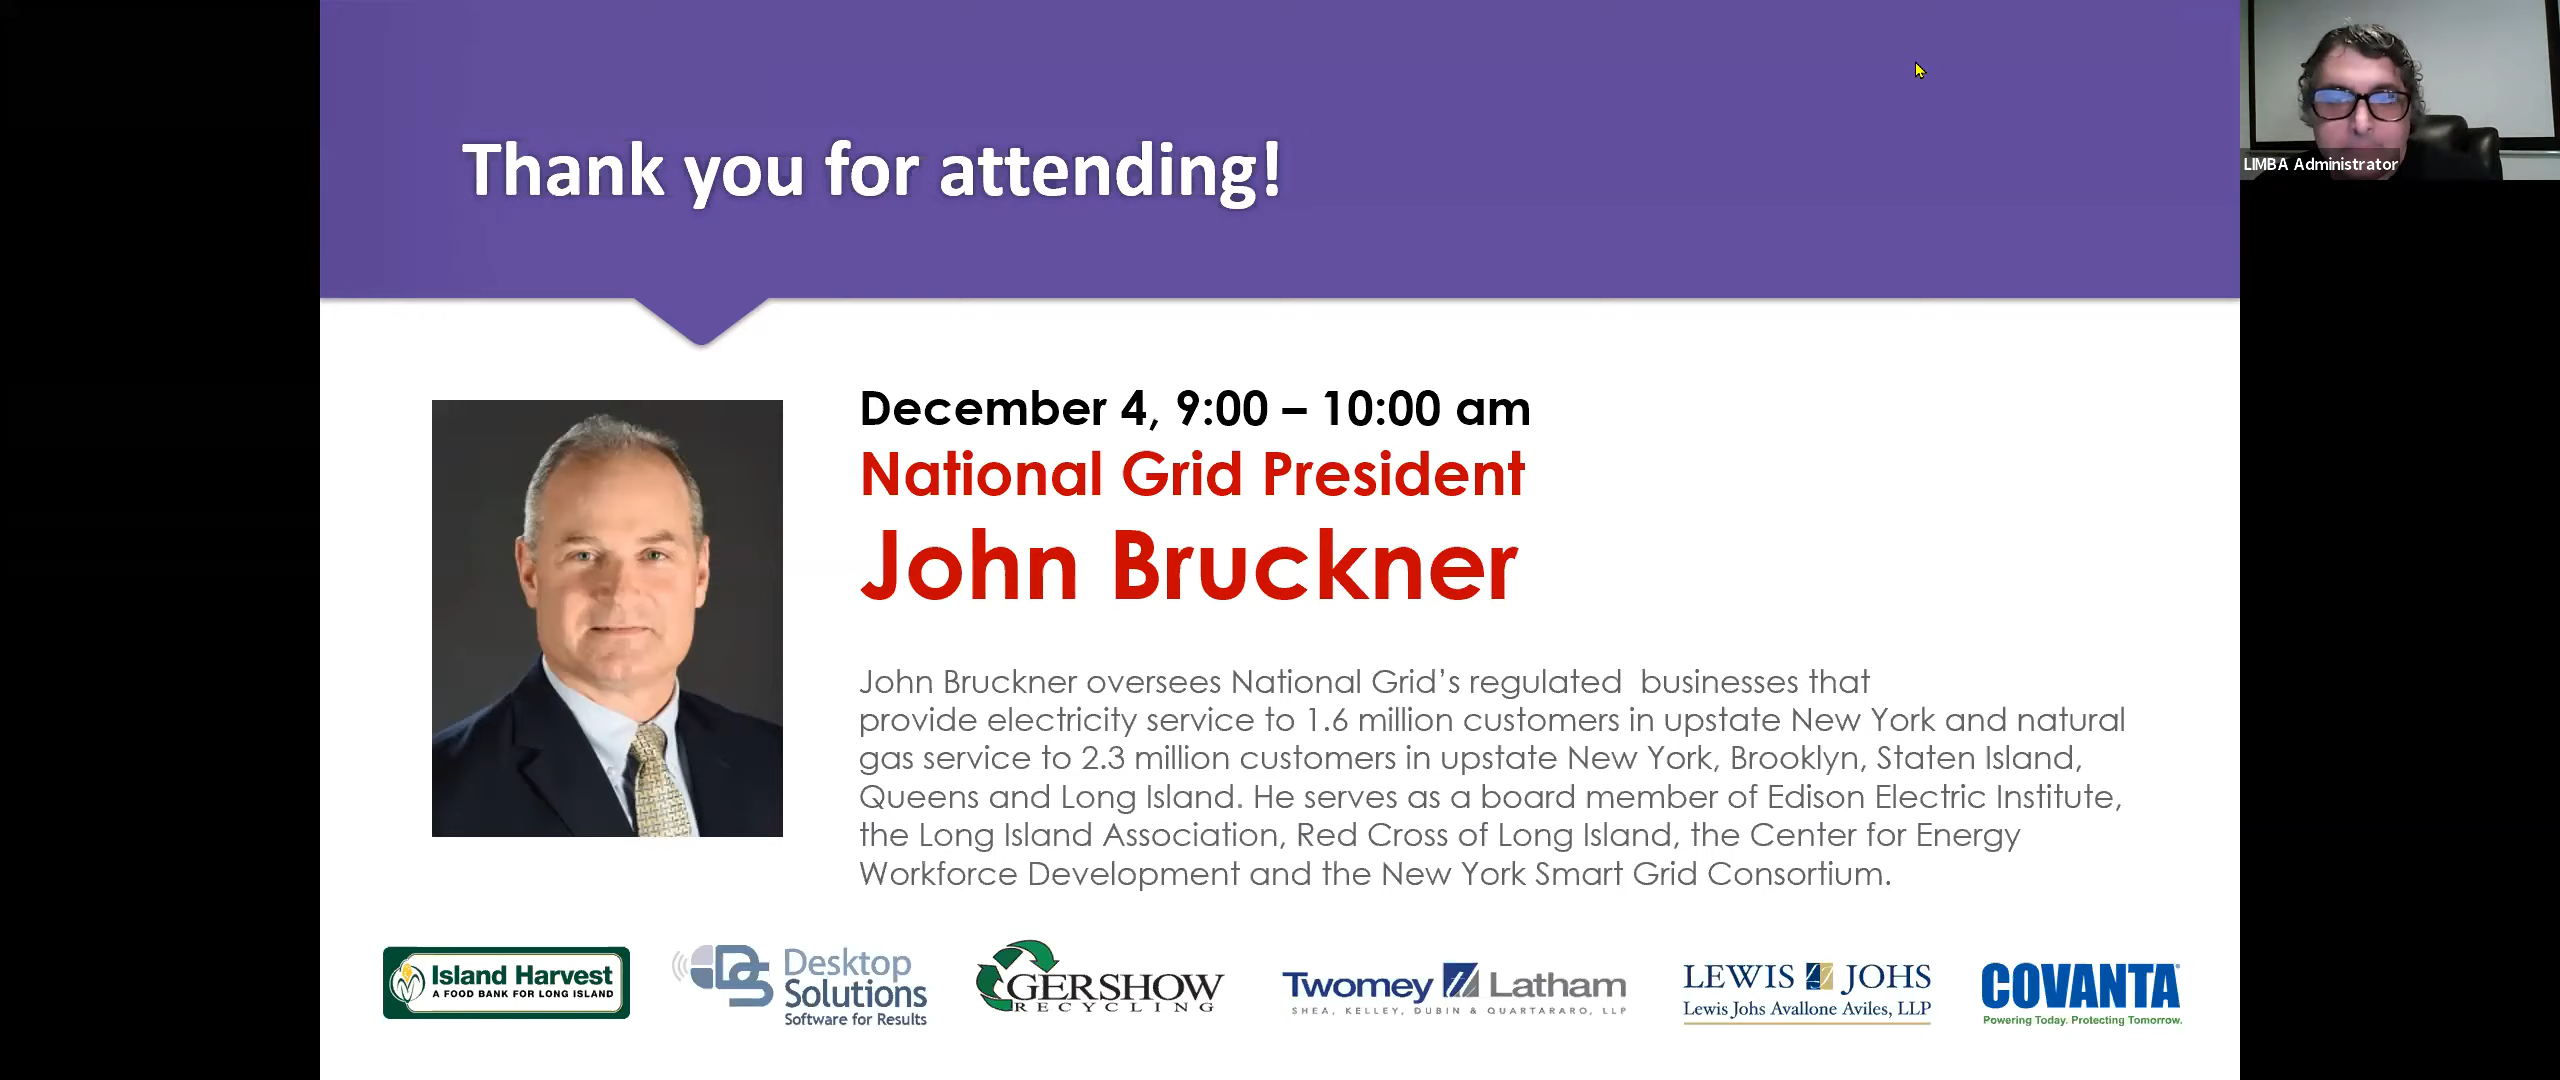 Thank you for attending!
LIMBA Administrator
December 4, 9:00 – 10:00 am
National Grid President
John Bruckner
John Bruckner oversees National Grid’s regulated  businesses that
provide electricity service to 1.6 million customers in upstate New York and natural
gas service to 2.3 million customers in upstate New York, Brooklyn, Staten Island,
Queens and Long Island. He serves as a board member of Edison Electric Institute,
the Long Island Association, Red Cross of Long Island, the Center for Energy
Workforce Development and the New York Smart Grid Consortium.
Island Harvest
A FOOD BANK FOR LONG ISLAND
DS Desktop
Solutions
Software for Results
GERSHOW
RECYCLING
Twomey Latham
SHEA, KELLEY, DUBIN & QUARTARARO, LLP
LEWIS JOHS
Lewis Johs Avallone Aviles, LLP
COVANTA
Powering Today. Protecting Tomorrow.